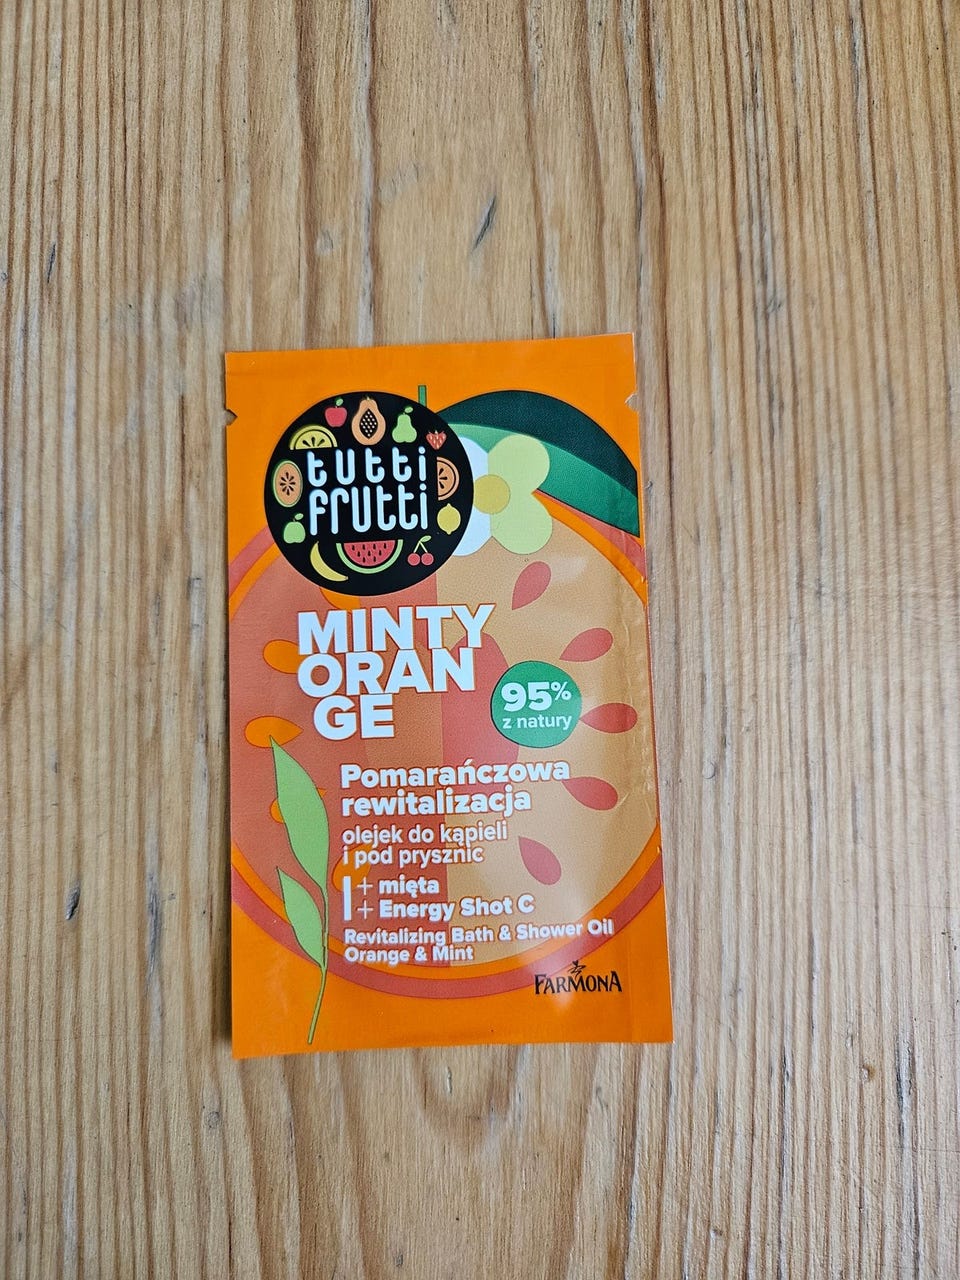 tutti
frutti
MINTY
ORAN
GE
95%
z natury
Pomarańczowa
rewitalizacja
olejek do kąpieli
i pod prysznic
+ mięta
+ Energy Shot C
Revitalizing Bath & Shower Oil
Orange & Mint
FARMONA